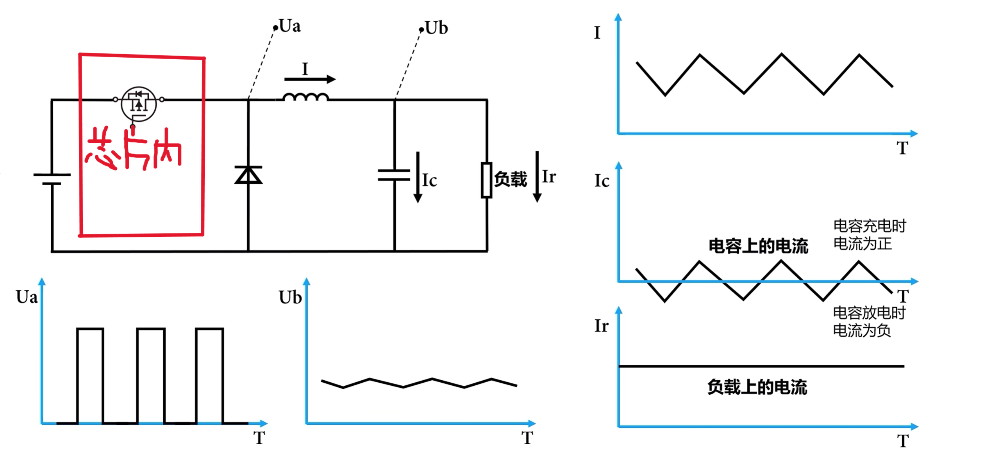 Ua
Ub
I
芯片内
Ic
负载
Ir
Ua
T
Ub
T
I
T
Ic
电容上的电流
电容充电时
电流为正
T
电容放电时
电流为负
Ir
负载上的电流
T